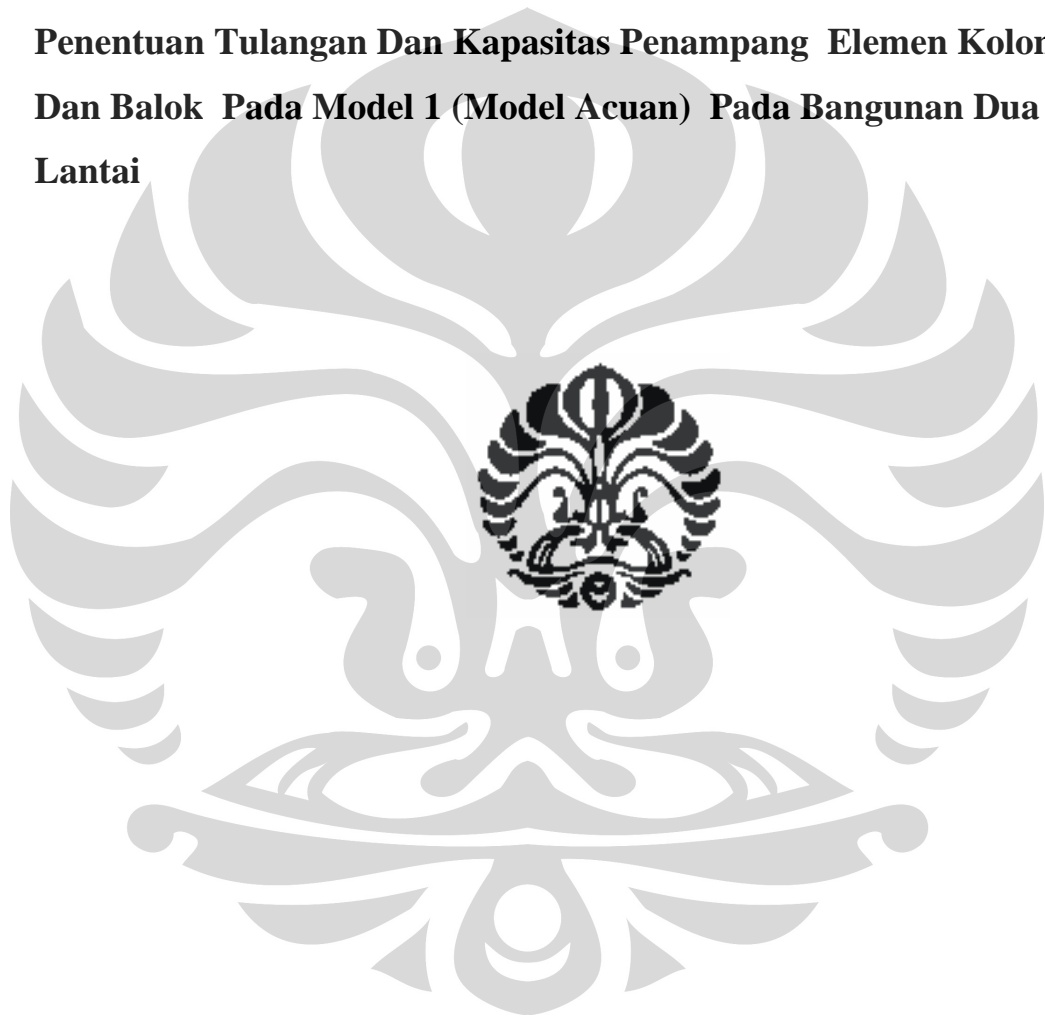 Penentuan Tulangan Dan Kapasitas Penampang Elemen Kolom
Dan Balok Pada Model 1 (Model Acuan) Pada Bangunan Dua
Lantai